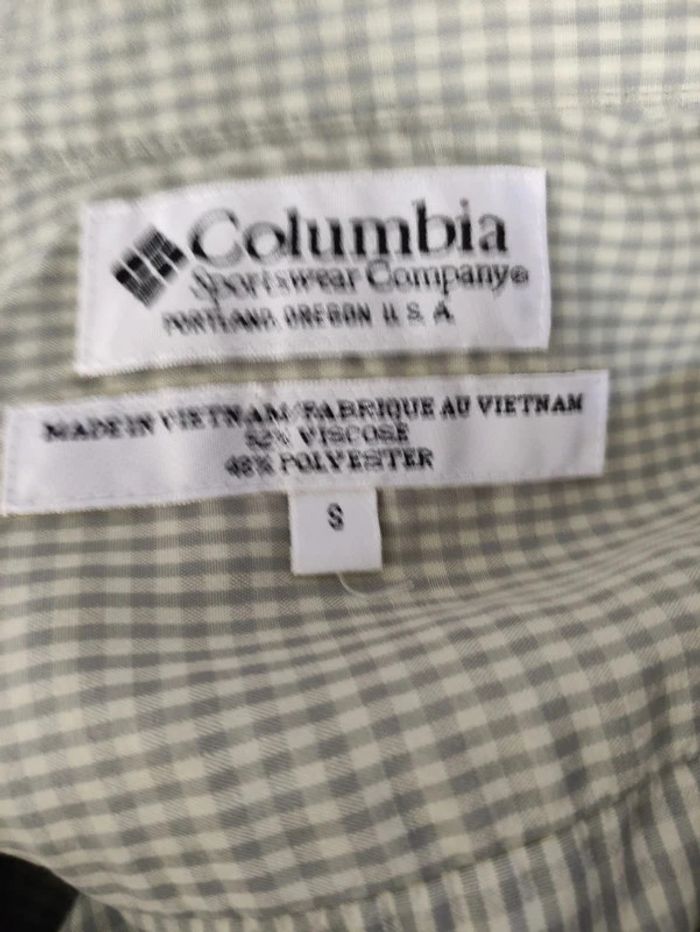 Columbia
Sportswear Company®
PORTLAND, OREGON U.S.A.
MADE IN VIETNAM/FABRIQUE AU VIETNAM
52% VISCOSE
48% POLYESTER
S